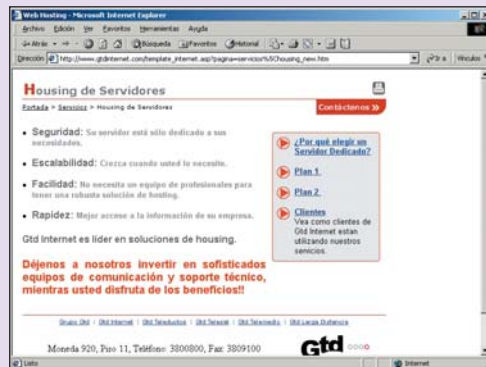 Web Hosting - Microsoft Internet Explorer
Archivo Edición Ver Favoritos Herramientas Ayuda
Atrás Búsqueda Favoritos Historial
Dirección http://www.gtdinternet.com/template_internet.asp?pagina=servicios%5Chousing_new.htm Ir a Vínculos
Housing de Servidores
Portada > Servicios > Housing de Servidores
Contáctenos
• Seguridad: Su servidor está sólo dedicado a sus
necesidades.
• Escalabilidad: Crezca cuando usted lo necesite.
• Facilidad: No necesita un equipo de profesionales para
tener una robusta solución de hosting.
• Rapidez: Mejor acceso a la información de su empresa.
Gtd Internet es líder en soluciones de housing.
Déjenos a nosotros invertir en sofisticados
equipos de comunicación y soporte técnico,
mientras usted disfruta de los beneficios!!
¿Por qué elegir un
Servidor Dedicado?
Plan 1
Plan 2
Clientes
Vea como clientes de
Gtd Internet estan
utilizando nuestros
servicios.
Grupo Gtd | Gtd Internet | Gtd Teleductos | Gtd Telesat | Gtd Telemedia | Gtd Larga Distancia
Moneda 920, Piso 11, Teléfono: 3800800, Fax: 3809100
Gtd
Listo
Internet